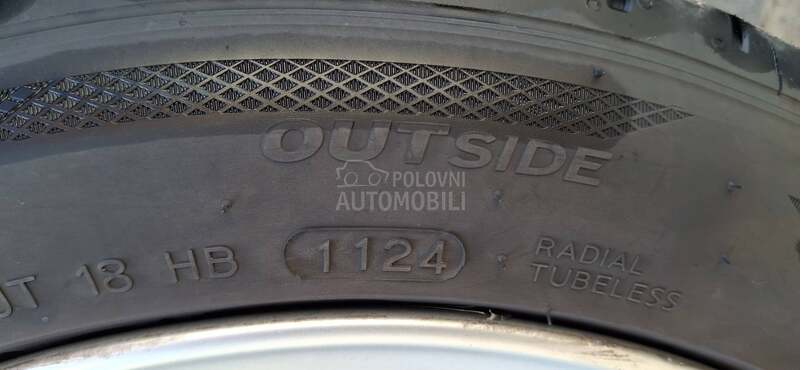 OUTSIDE
POLOVNI
AUTOMOBILI
18 HB 1124
RADIAL
TUBELESS